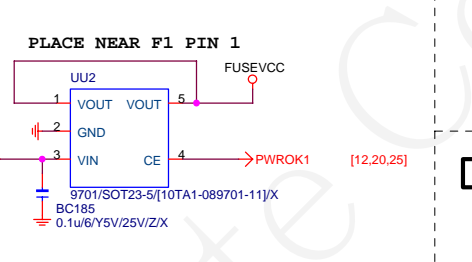 PLACE NEAR F1 PIN 1
UU2
FUSEVCC
1 VOUT VOUT 5
2 GND
3 VIN CE 4
PWROK1 [12,20,25]
9701/SOT23-5/[10TA1-089701-11]/X
BC185
0.1u/6/Y5V/25V/Z/X